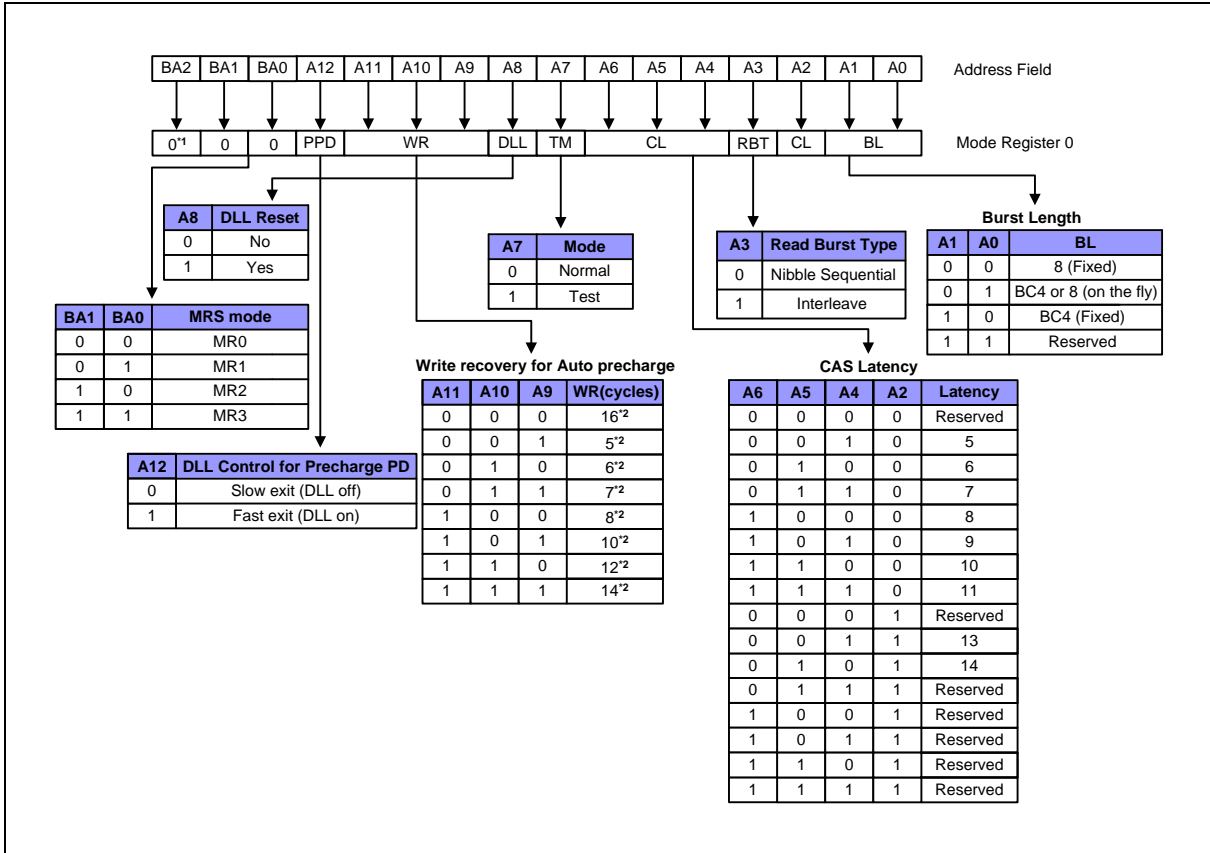 BA2 BA1 BA0 A12 A11 A10 A9 A8 A7 A6 A5 A4 A3 A2 A1 A0 Address Field
0*1 0 0 PPD WR DLL TM CL RBT CL BL Mode Register 0
A8 DLL Reset
0 No
1 Yes
BA1 BA0 MRS mode
0 0 MR0
0 1 MR1
1 0 MR2
1 1 MR3
A12 DLL Control for Precharge PD
0 Slow exit (DLL off)
1 Fast exit (DLL on)
A7 Mode
0 Normal
1 Test
Write recovery for Auto precharge
A11 A10 A9 WR(cycles)
0 0 0 16*2
0 0 1 5*2
0 1 0 6*2
0 1 1 7*2
1 0 0 8*2
1 0 1 10*2
1 1 0 12*2
1 1 1 14*2
A3 Read Burst Type
0 Nibble Sequential
1 Interleave
CAS Latency
A6 A5 A4 A2 Latency
0 0 0 0 Reserved
0 0 1 0 5
0 1 0 0 6
0 1 1 0 7
1 0 0 0 8
1 0 1 0 9
1 1 0 0 10
1 1 1 0 11
0 0 0 1 Reserved
0 0 1 1 13
0 1 0 1 14
0 1 1 1 Reserved
1 0 0 1 Reserved
1 0 1 1 Reserved
1 1 0 1 Reserved
1 1 1 1 Reserved
Burst Length
A1 A0 BL
0 0 8 (Fixed)
0 1 BC4 or 8 (on the fly)
1 0 BC4 (Fixed)
1 1 Reserved